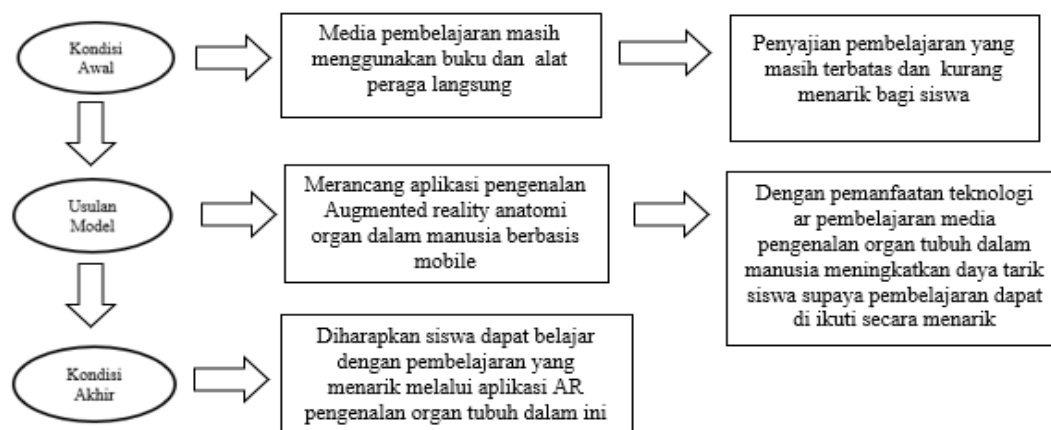 Kondisi
Awal
Media pembelajaran masih
menggunakan buku dan alat
peraga langsung
Penyajian pembelajaran yang
masih terbatas dan kurang
menarik bagi siswa
Usulan
Model
Merancang aplikasi pengenalan
Augmented reality anatomi
organ dalam manusia berbasis
mobile
Dengan pemanfaatan teknologi
ar pembelajaran media
pengenalan organ tubuh dalam
manusia meningkatkan daya tarik
siswa supaya pembelajaran dapat
di ikuti secara menarik
Kondisi
Akhir
Diharapkan siswa dapat belajar
dengan pembelajaran yang
menarik melalui aplikasi AR
pengenalan organ tubuh dalam ini